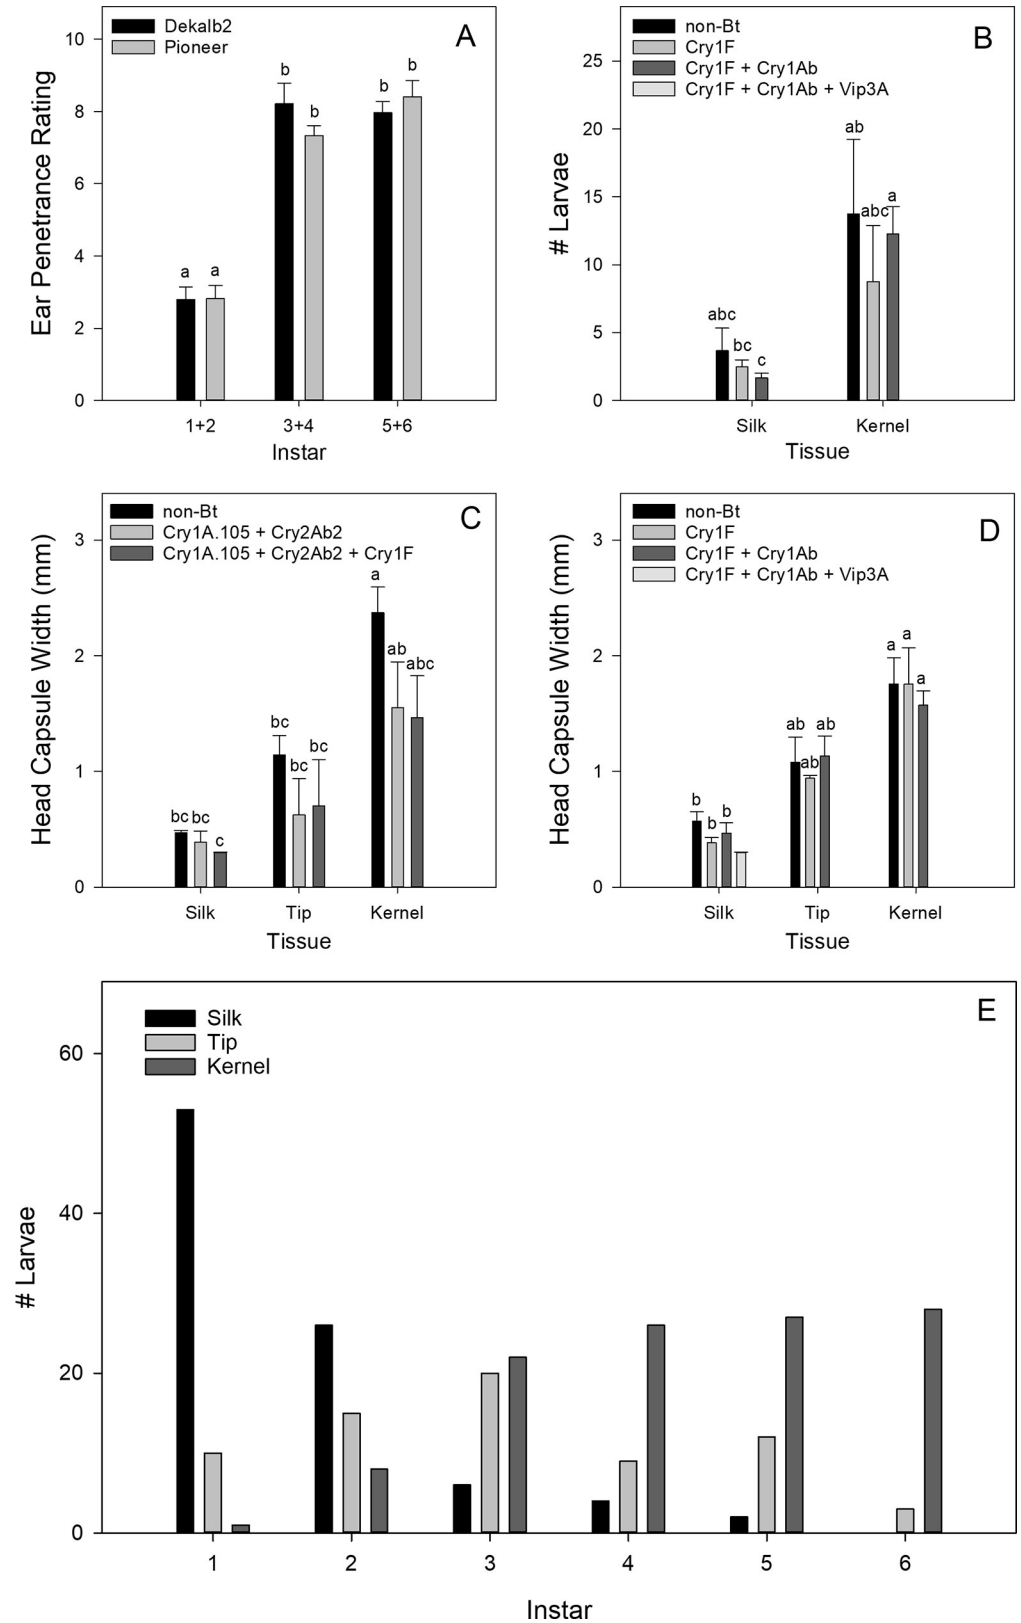 Dekalb2
Pioneer
A
Ear Penetrance Rating
10
8
6
4
2
0
a
a
b
b
b
b
1+2
3+4
5+6
Instar
non-Bt
Cry1F
Cry1F + Cry1Ab
Cry1F + Cry1Ab + Vip3A
B
# Larvae
25
20
15
10
5
0
abc
bc
c
ab
abc
a
Silk
Kernel
Tissue
non-Bt
Cry1A.105 + Cry2Ab2
Cry1A.105 + Cry2Ab2 + Cry1F
C
Head Capsule Width (mm)
3
2
1
0
bc
bc
c
bc
bc
bc
a
ab
abc
Silk
Tip
Kernel
Tissue
non-Bt
Cry1F
Cry1F + Cry1Ab
Cry1F + Cry1Ab + Vip3A
D
Head Capsule Width (mm)
3
2
1
0
b
b
b
ab
ab
ab
a
a
a
Silk
Tip
Kernel
Tissue
Silk
Tip
Kernel
E
# Larvae
60
40
20
0
1
2
3
4
5
6
Instar